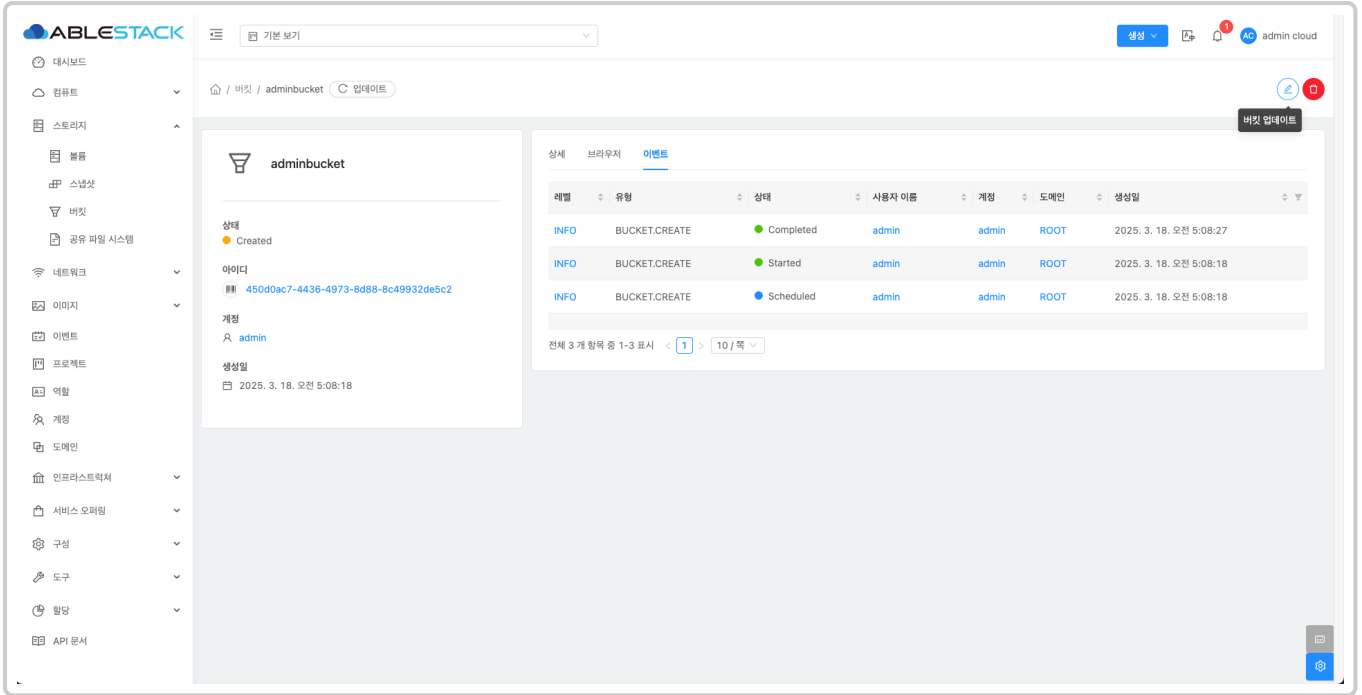 ABLESTACK
기본 보기
생성
1
AC
admin cloud
대시보드
컴퓨트
스토리지
볼륨
스냅샷
버킷
공유 파일 시스템
네트워크
이미지
이벤트
프로젝트
역할
계정
도메인
인프라스트럭쳐
서비스 오퍼링
구성
도구
할당
API 문서
/ 버킷 / adminbucket 업데이트
버킷 업데이트
adminbucket
상태
Created
아이디
450d0ac7-4436-4973-8d88-8c49932de5c2
계정
admin
생성일
2025. 3. 18. 오전 5:08:18
상세 브라우저 이벤트
레벨 유형 상태 사용자 이름 계정 도메인 생성일
INFO BUCKET.CREATE Completed admin admin ROOT 2025. 3. 18. 오전 5:08:27
INFO BUCKET.CREATE Started admin admin ROOT 2025. 3. 18. 오전 5:08:18
INFO BUCKET.CREATE Scheduled admin admin ROOT 2025. 3. 18. 오전 5:08:18
전체 3 개 항목 중 1-3 표시 < 1 > 10 / 쪽